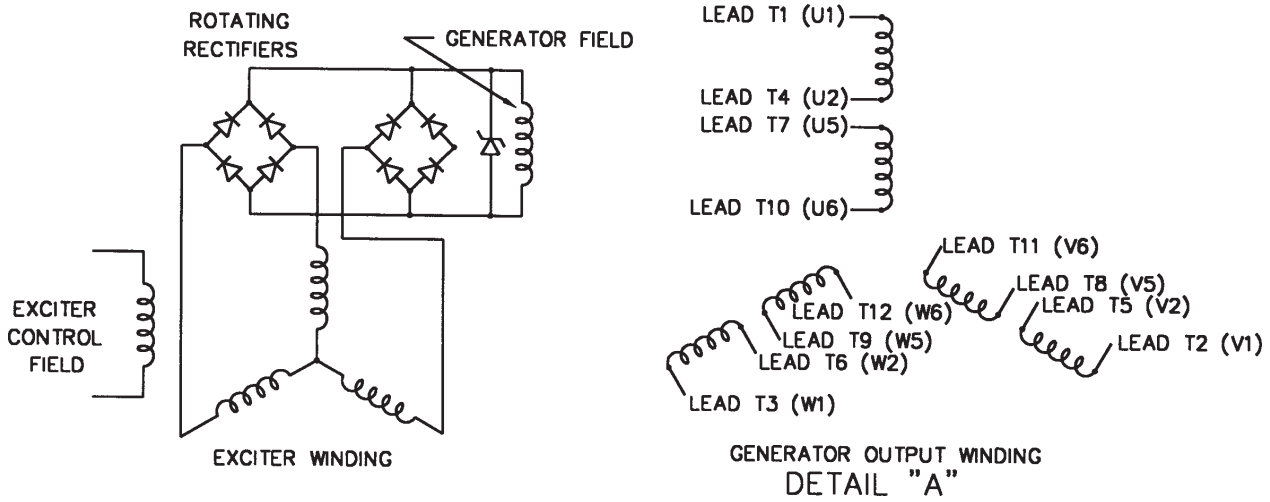 ROTATING
RECTIFIERS
GENERATOR FIELD
EXCITER
CONTROL
FIELD
EXCITER WINDING
LEAD T1 (U1)
LEAD T4 (U2)
LEAD T7 (U5)
LEAD T10 (U6)
LEAD T11 (V6)
LEAD T8 (V5)
LEAD T5 (V2)
LEAD T2 (V1)
LEAD T12 (W6)
LEAD T9 (W5)
LEAD T6 (W2)
LEAD T3 (W1)
GENERATOR OUTPUT WINDING
DETAIL "A"